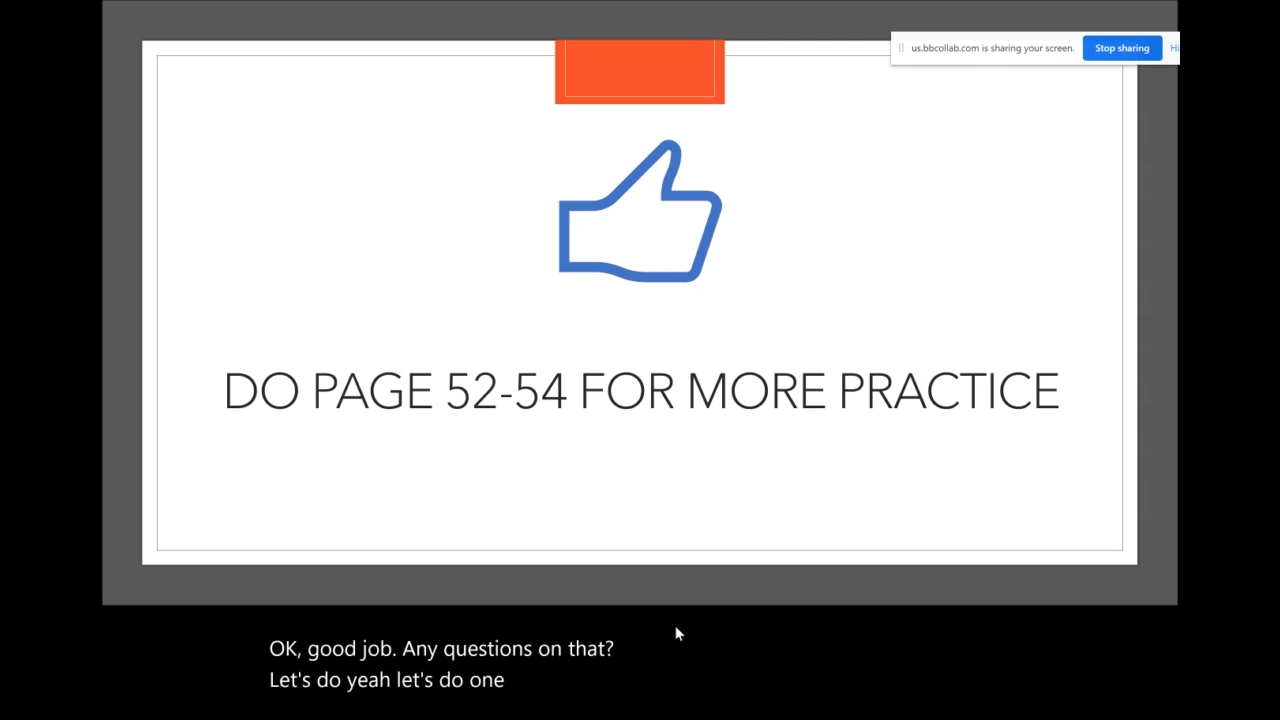 us.bbcollab.com is sharing your screen. Stop sharing Hi
DO PAGE 52-54 FOR MORE PRACTICE
OK, good job. Any questions on that?
Let's do yeah let's do one